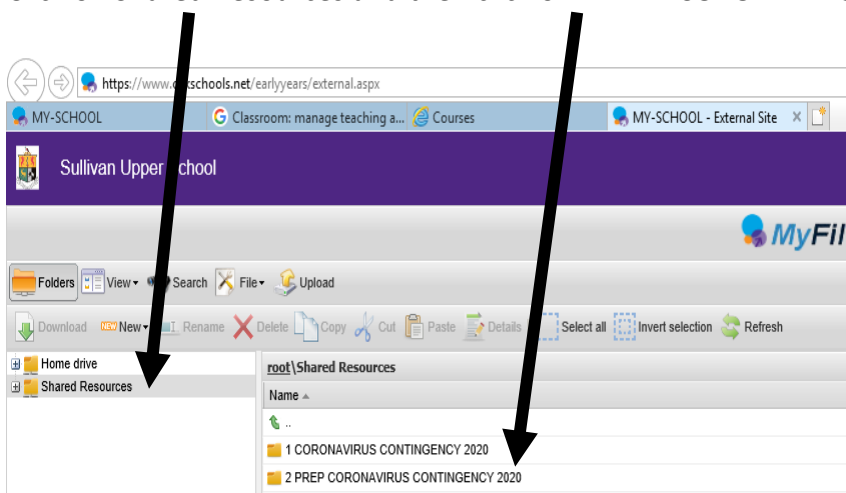 https://www. schools.net/earlyyears/external.aspx
MY-SCHOOL Classroom: manage teaching a... Courses MY-SCHOOL - External Site
Sullivan Upper School
MyFil
Folders View Search File Upload
Download New Rename Delete Copy Cut Paste Details Select all Invert selection Refresh
Home drive
Shared Resources
root\Shared Resources
Name
..
1 CORONAVIRUS CONTINGENCY 2020
2 PREP CORONAVIRUS CONTINGENCY 2020